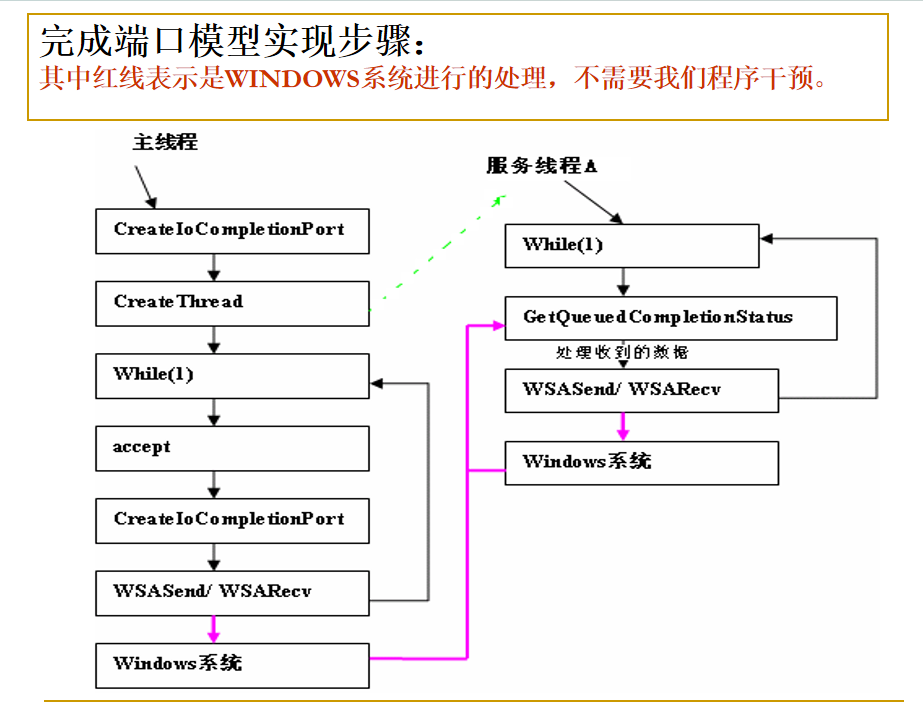 完成端口模型实现步骤：
其中红线表示是WINDOWS系统进行的处理，不需要我们程序干预。
主线程
CreateIoCompletionPort
CreateThread
While(1)
accept
CreateIoCompletionPort
WSASend/ WSARecv
Windows系统
服务线程A
While(1)
GetQueuedCompletionStatus
处理收到的数据
WSASend/ WSARecv
Windows系统